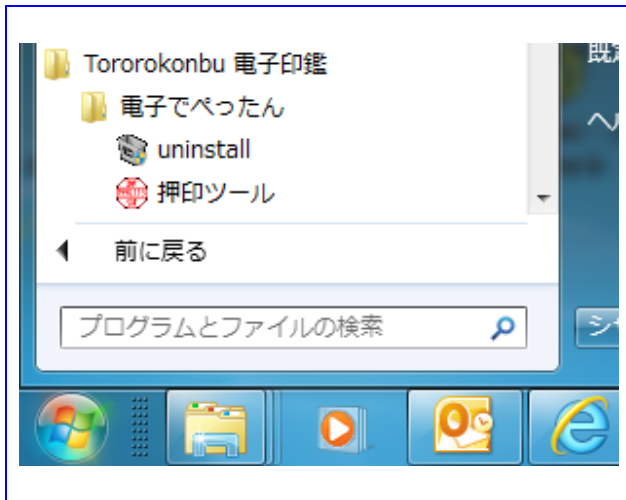 Tororokonbu 電子印鑑
電子でぺったん
uninstall
押印ツール
前に戻る
プログラムとファイルの検索